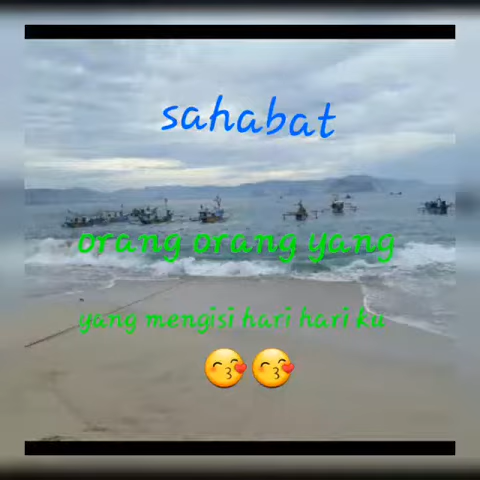 sahabat
orang orang yang
yang mengisi hari hari ku
😙😙